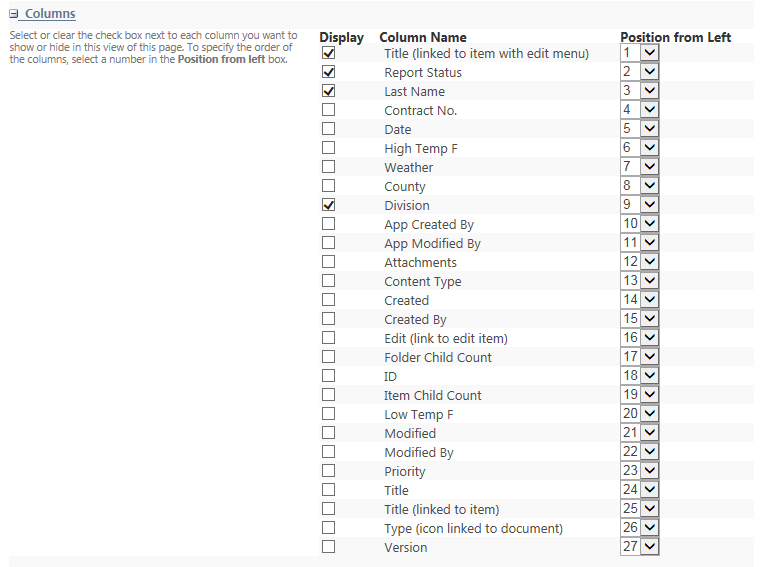 Columns
Select or clear the check box next to each column you want to
show or hide in this view of this page. To specify the order of
the columns, select a number in the Position from left box.
Display Column Name Position from Left
Title (linked to item with edit menu) 1
Report Status 2
Last Name 3
Contract No. 4
Date 5
High Temp F 6
Weather 7
County 8
Division 9
App Created By 10
App Modified By 11
Attachments 12
Content Type 13
Created 14
Created By 15
Edit (link to edit item) 16
Folder Child Count 17
ID 18
Item Child Count 19
Low Temp F 20
Modified 21
Modified By 22
Priority 23
Title 24
Title (linked to item) 25
Type (icon linked to document) 26
Version 27